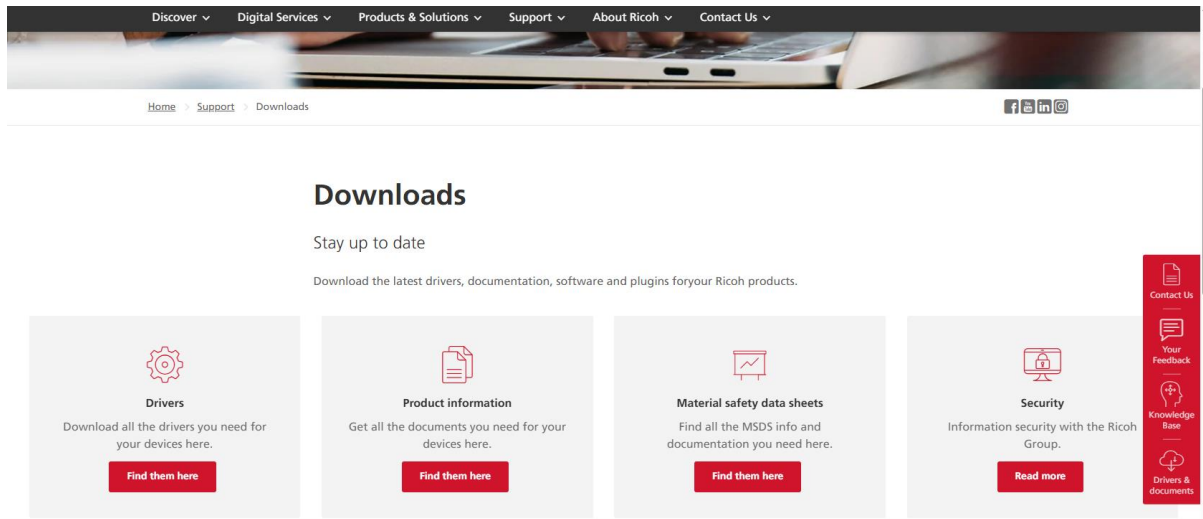 Discover Digital Services Products & Solutions Support About Ricoh Contact Us
Home > Support > Downloads
Downloads
Stay up to date
Download the latest drivers, documentation, software and plugins foryour Ricoh products.
Drivers
Download all the drivers you need for
your devices here.
Find them here
Product information
Get all the documents you need for your
devices here.
Find them here
Material safety data sheets
Find all the MSDS info and
documentation you need here.
Find them here
Security
Information security with the Ricoh
Group.
Read more
Contact Us
Your
Feedback
Knowledge
Base
Drivers &
documents